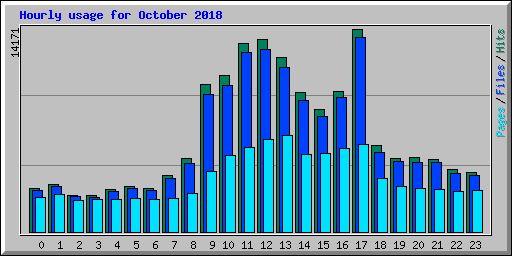 Hourly usage for October 2018
14171
Pages/Files/Hits
0 1 2 3 4 5 6 7 8 9 10 11 12 13 14 15 16 17 18 19 20 21 22 23